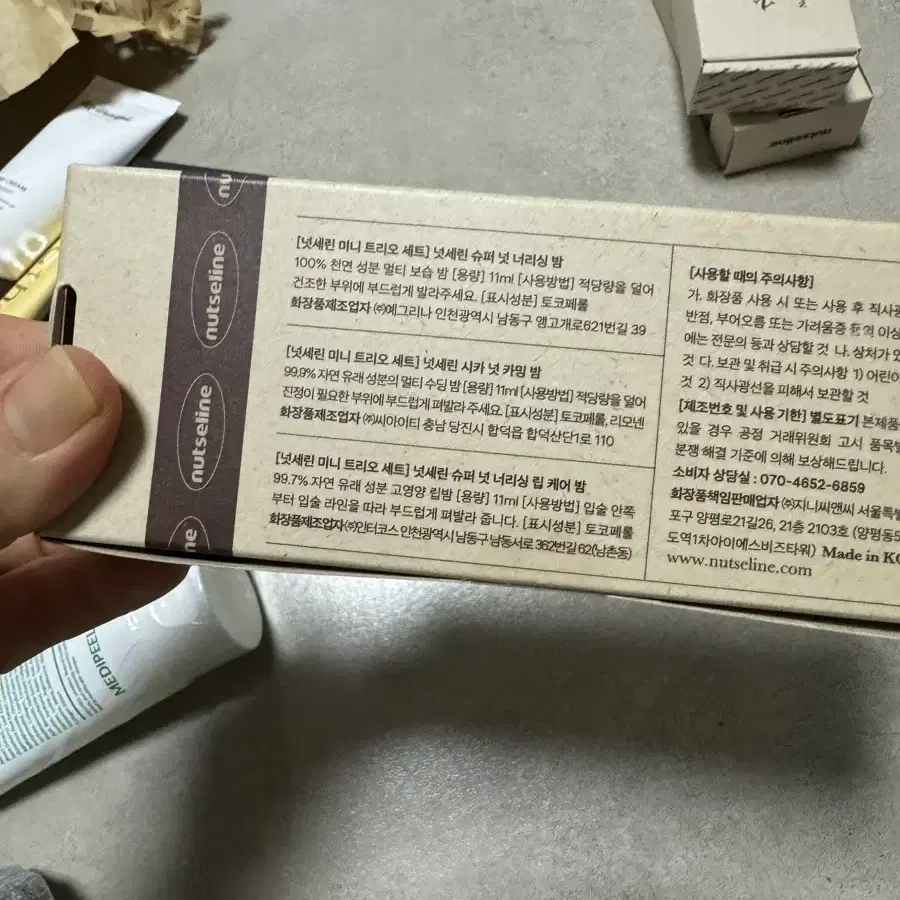 nutseline
nutseline
nutseline
ne
nu
[넛세린 미니 트리오 세트] 넛세린 슈퍼 넛 너리싱 밤
100% 천연 성분 멀티 보습 밤 [용량] 11ml [사용방법] 적당량을 덜어
건조한 부위에 부드럽게 발라주세요. [표시성분] 토코페롤
화장품제조업자 ㈜에그리나 인천광역시 남동구 앵고개로621번길 39
[넛세린 미니 트리오 세트] 넛세린 시카 넛 카밍 밤
99.9% 자연 유래 성분의 멀티 수딩 밤 [용량] 11ml [사용방법] 적당량을 덜어
진정이 필요한 부위에 부드럽게 펴발라 주세요. [표시성분] 토코페롤, 리모넨
화장품제조업자 ㈜씨아이티 충남 당진시 합덕읍 합덕산단1로 110
[넛세린 미니 트리오 세트] 넛세린 슈퍼 넛 너리싱 립 케어 밤
99.7% 자연 유래 성분 고영양 립밤 [용량] 11ml [사용방법] 입술 안쪽
부터 입술 라인을 따라 부드럽게 펴발라 줍니다. [표시성분] 토코페롤
화장품제조업자 ㈜인터코스 인천광역시 남동구 남동서로 362번길 62(남촌동)
[사용할 때의 주의사항]
가. 화장품 사용 시 또는 사용 후 직사광
반점, 부어오름 또는 가려움증 등의 이상
에는 전문의 등과 상담할 것 나. 상처가 있
것 다. 보관 및 취급 시 주의사항 1) 어린이
것 2) 직사광선을 피해서 보관할 것
[제조번호 및 사용 기한] 별도표기 본제품
있을 경우 공정 거래위원회 고시 품목별
분쟁 해결 기준에 의해 보상해드립니다.
소비자 상담실 : 070-4652-6859
화장품책임판매업자 ㈜지니씨앤씨 서울특별
포구 양평로21길26, 21층 2103호 (양평동5
도역1차아이에스비즈타워) Made in KO
www.nutseline.com
MEDIPEEL
CREAM